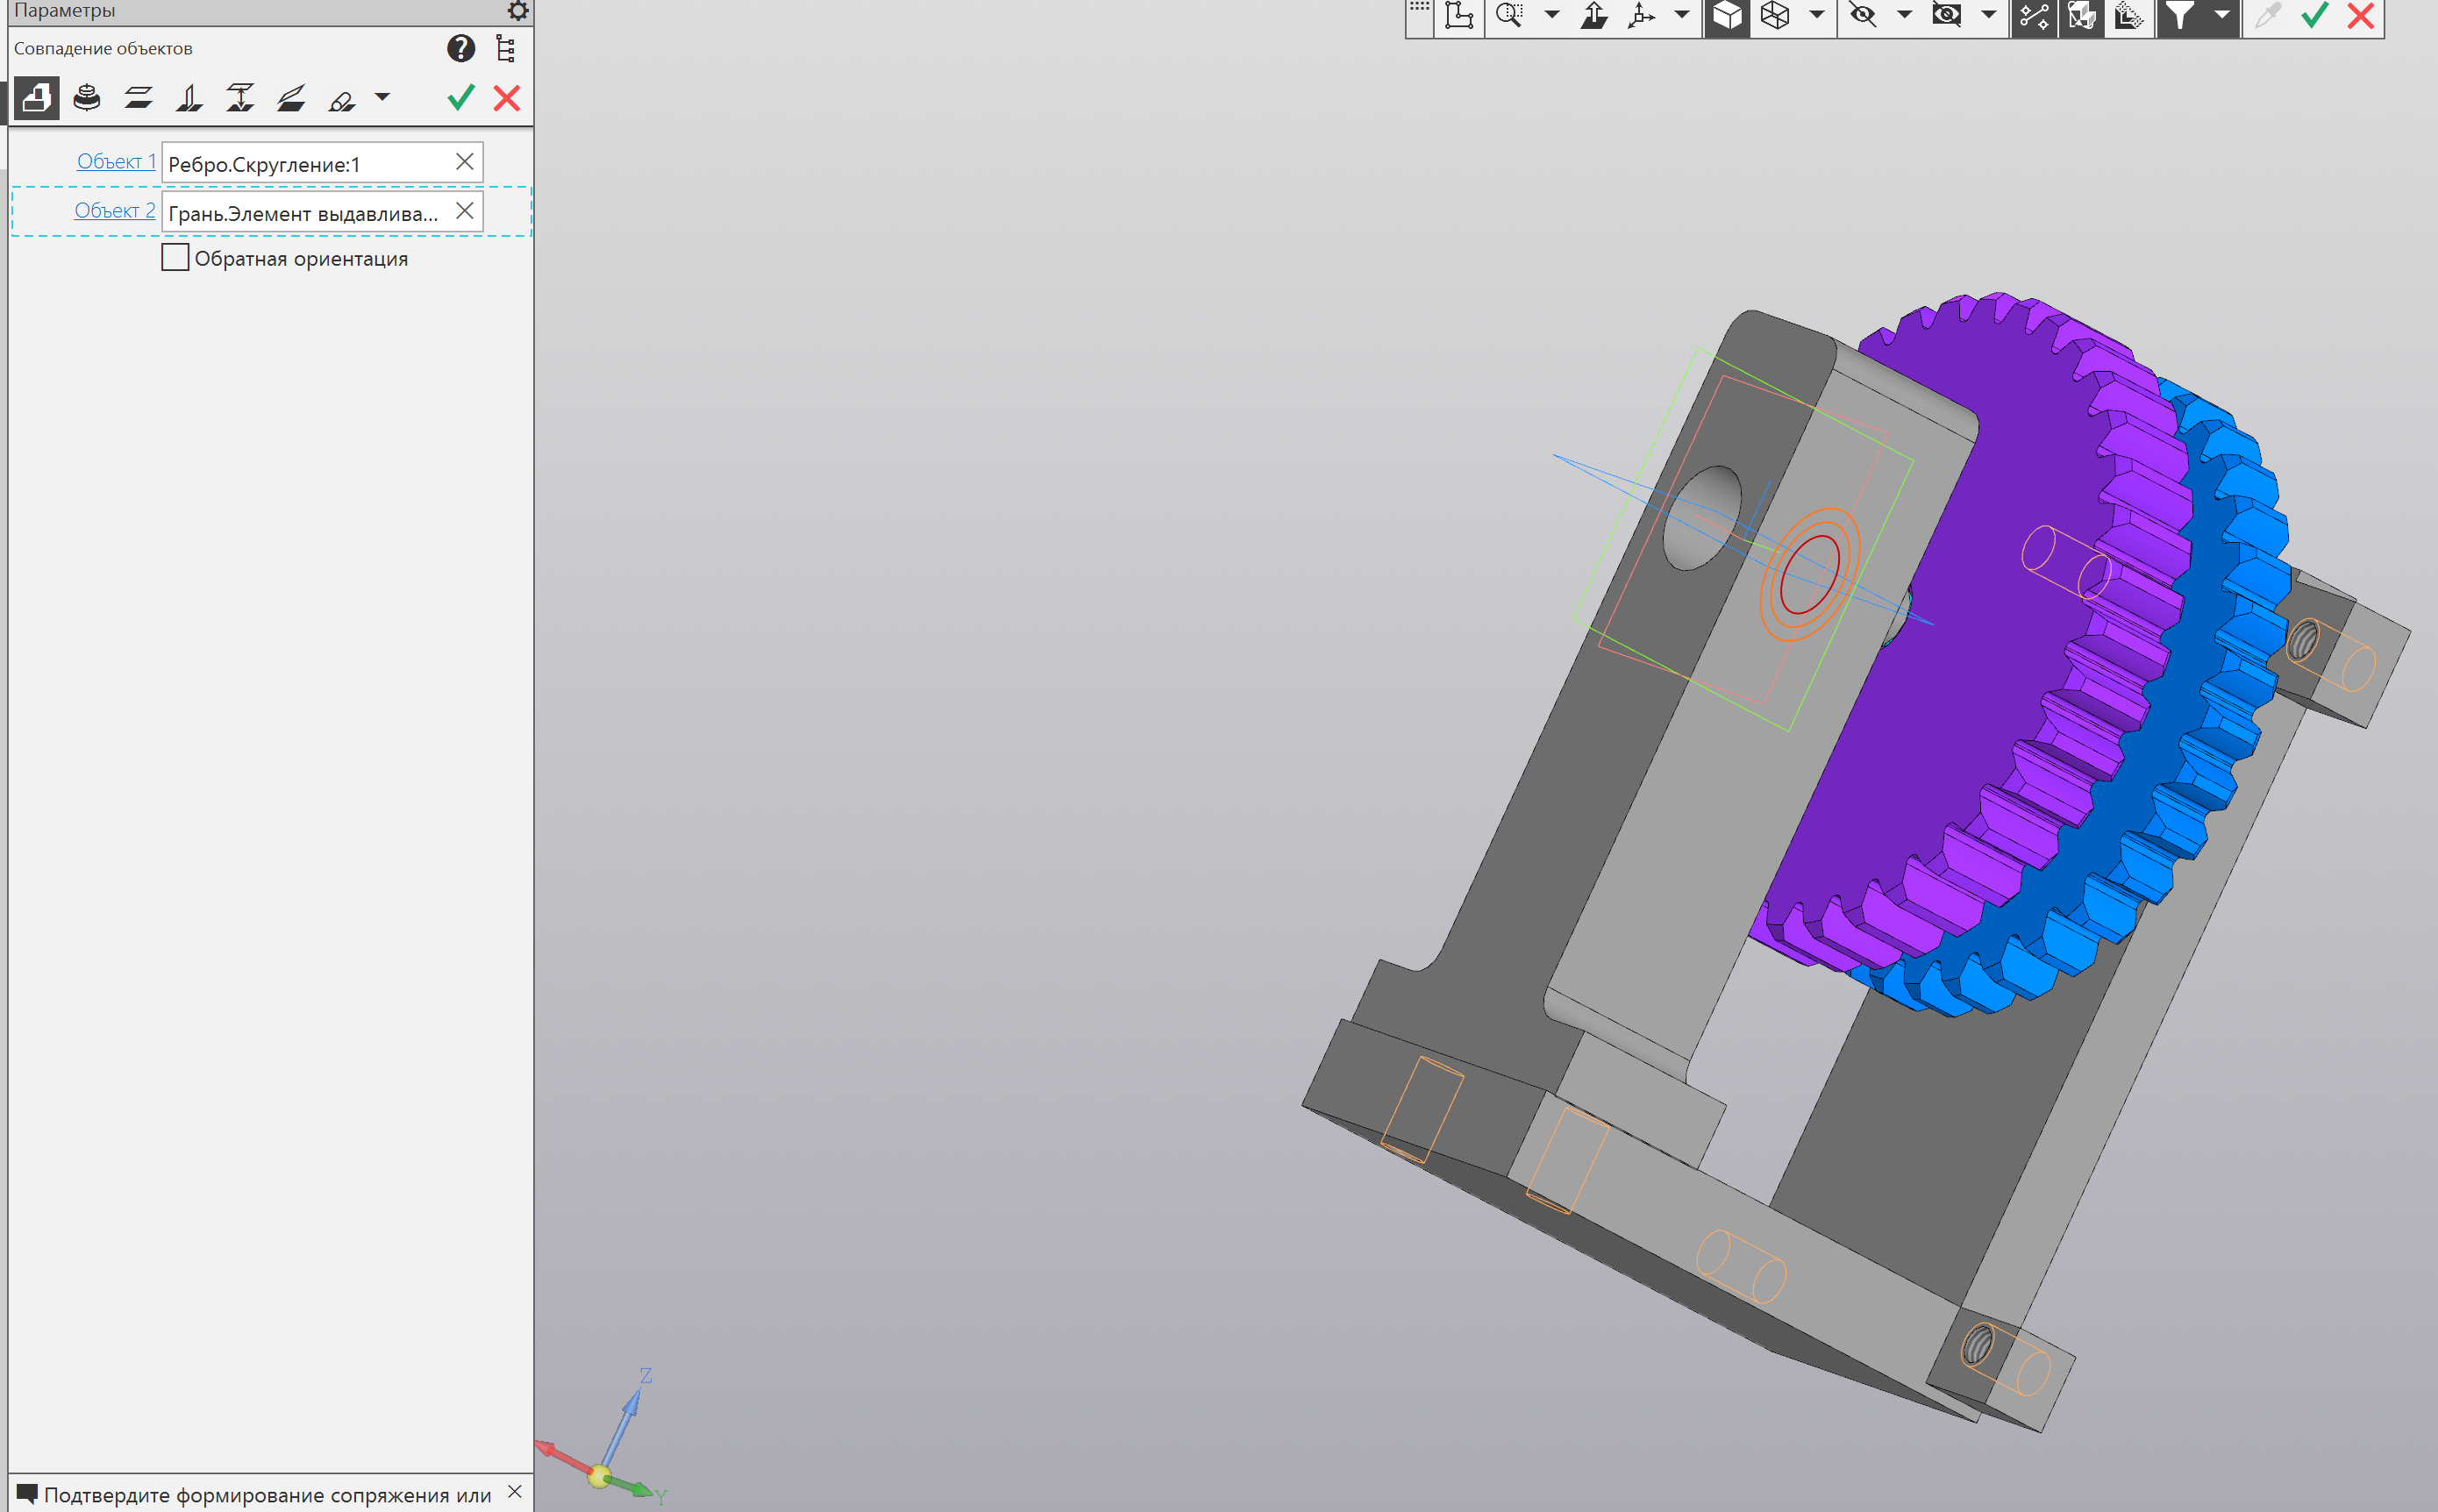 Параметры
Совпадение объектов
Объект 1 Ребро.Скругление:1
Объект 2 Грань.Элемент выдавлива...
Обратная ориентация
Z
Y
Подтвердите формирование сопряжения или